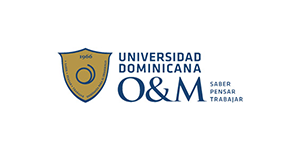 1966
UNIVERSIDAD
DOMINICANA
O&M
SABER
PENSAR
TRABAJAR